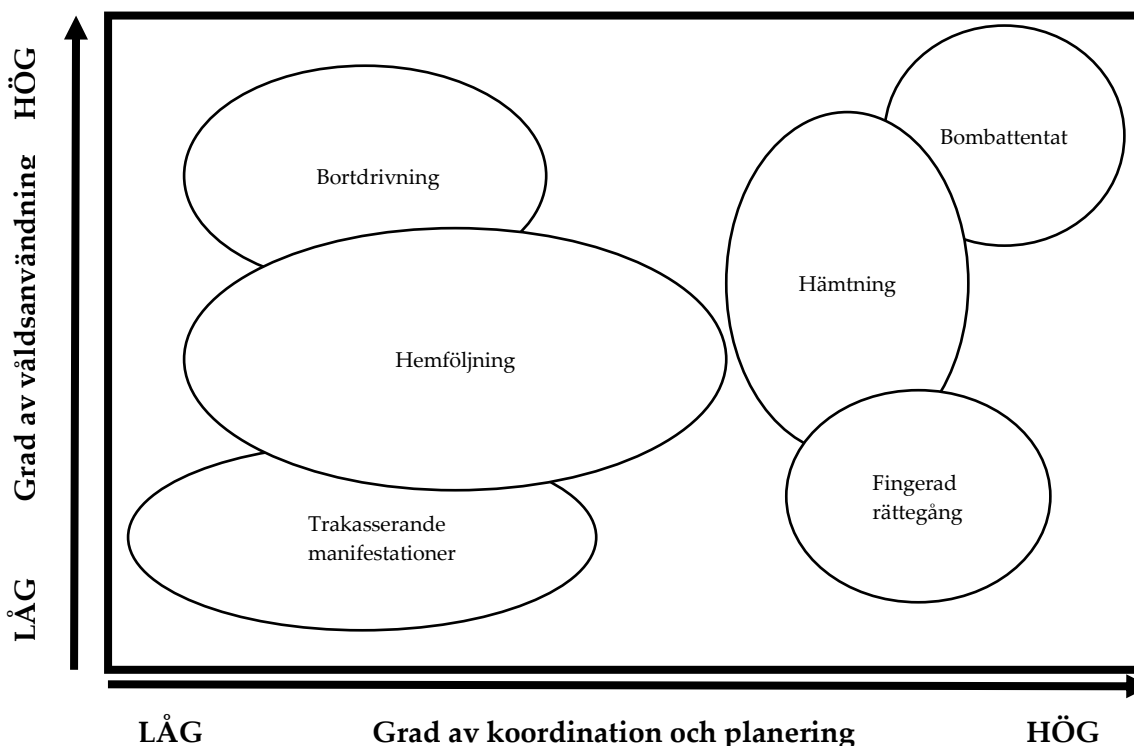 HÖG
Grad av våldsanvändning
LÅG
Bombattentat
Bortdrivning
Hämtning
Hemföljning
Fingerad
rättegång
Trakasserande
manifestationer
LÅG
Grad av koordination och planering
HÖG